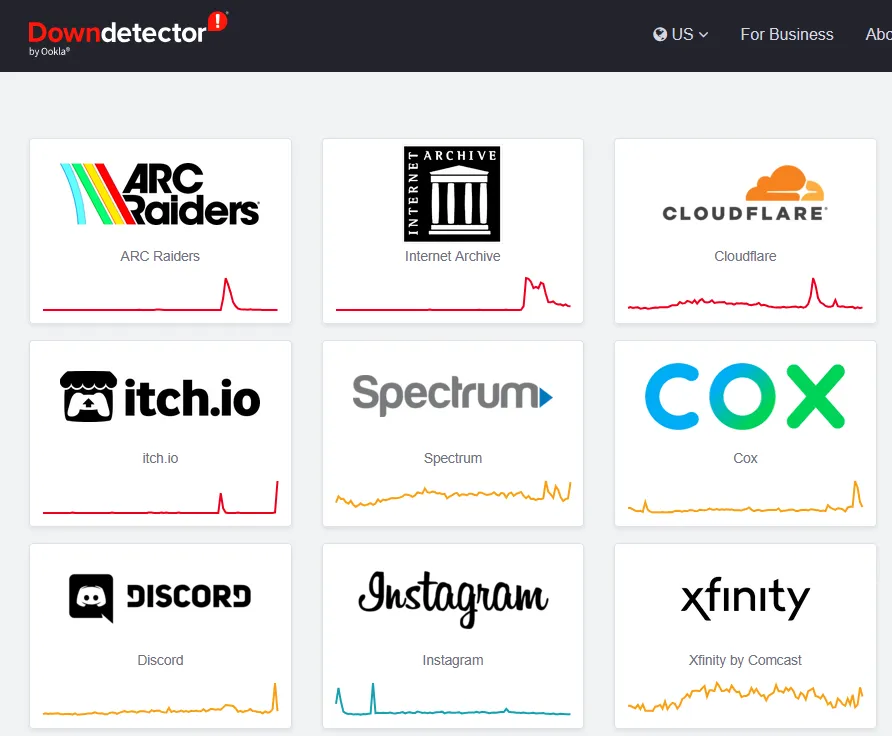 Downdetector
by Ookla®
US
For Business
Abo
ARC
Raiders
ARC Raiders
INTERNET ARCHIVE
Internet Archive
CLOUDFLARE®
Cloudflare
itch.io
itch.io
Spectrum
Spectrum
COX
Cox
DISCORD
Discord
Instagram
Instagram
xfinity
Xfinity by Comcast